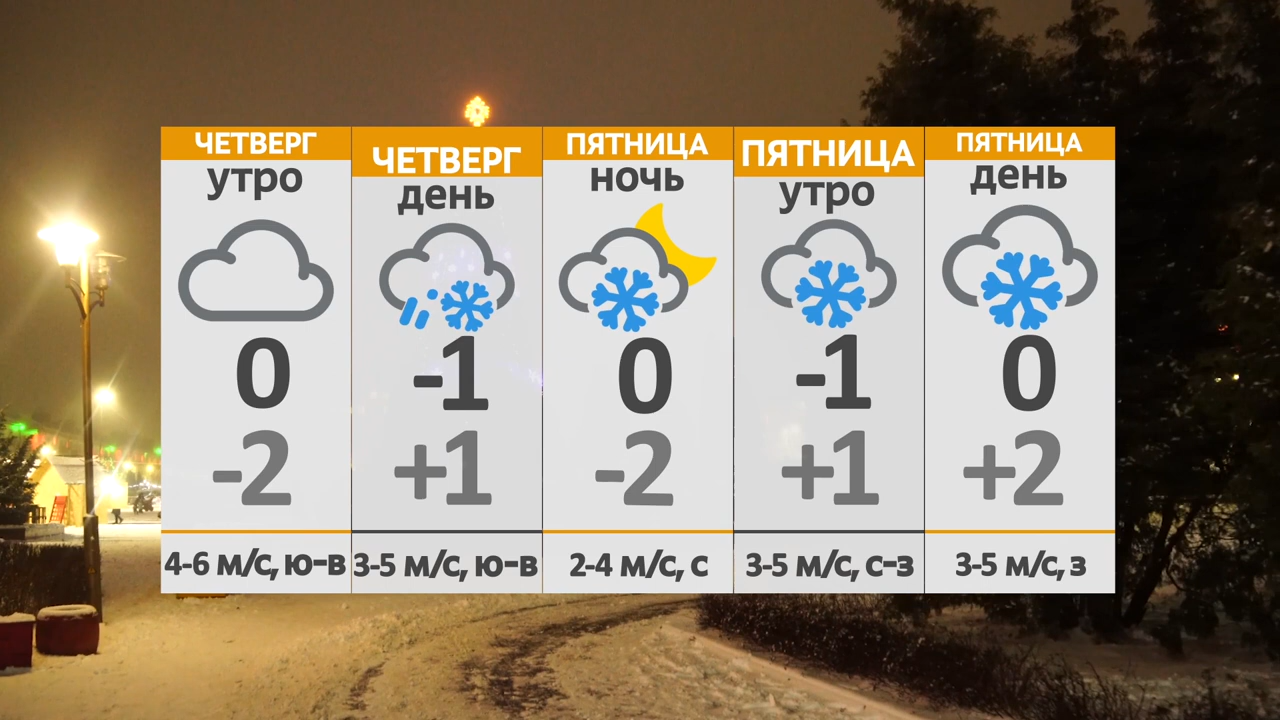 ЧЕТВЕРГ
утро
0
-2
4-6 м/с, ю-в
ЧЕТВЕРГ
день
-1
+1
3-5 м/с, ю-в
ПЯТНИЦА
ночь
0
-2
2-4 м/с, с
ПЯТНИЦА
утро
-1
+1
3-5 м/с, с-з
ПЯТНИЦА
день
0
+2
3-5 м/с, з